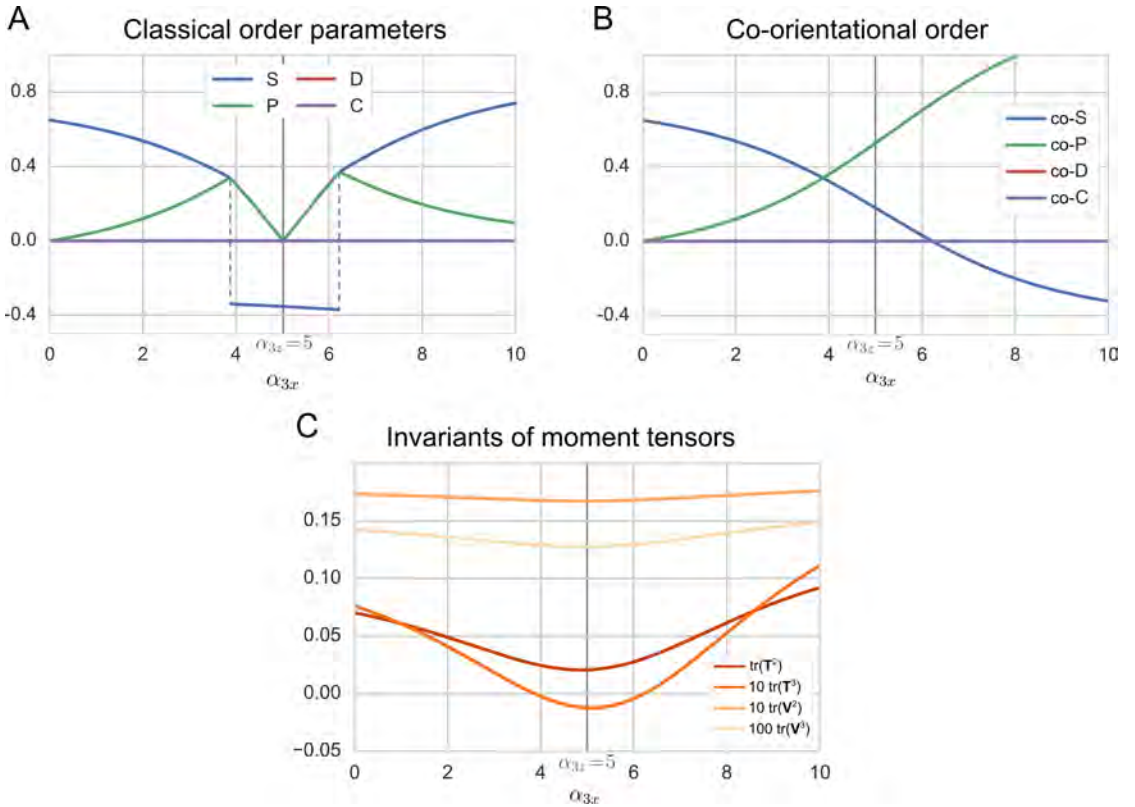 A
Classical order parameters
S
D
P
C
0.8
0.4
0.0
-0.4
0
2
4
6
8
10
α3z=5
α3x
B
Co-orientational order
co-S
co-P
co-D
co-C
0.8
0.4
0.0
-0.4
0
2
4
6
8
10
α3z=5
α3x
C
Invariants of moment tensors
0.15
0.10
0.05
0.00
−0.05
tr(T²)
10 tr(T³)
10 tr(V²)
100 tr(V³)
0
2
4
6
8
10
α3z=5
α3x